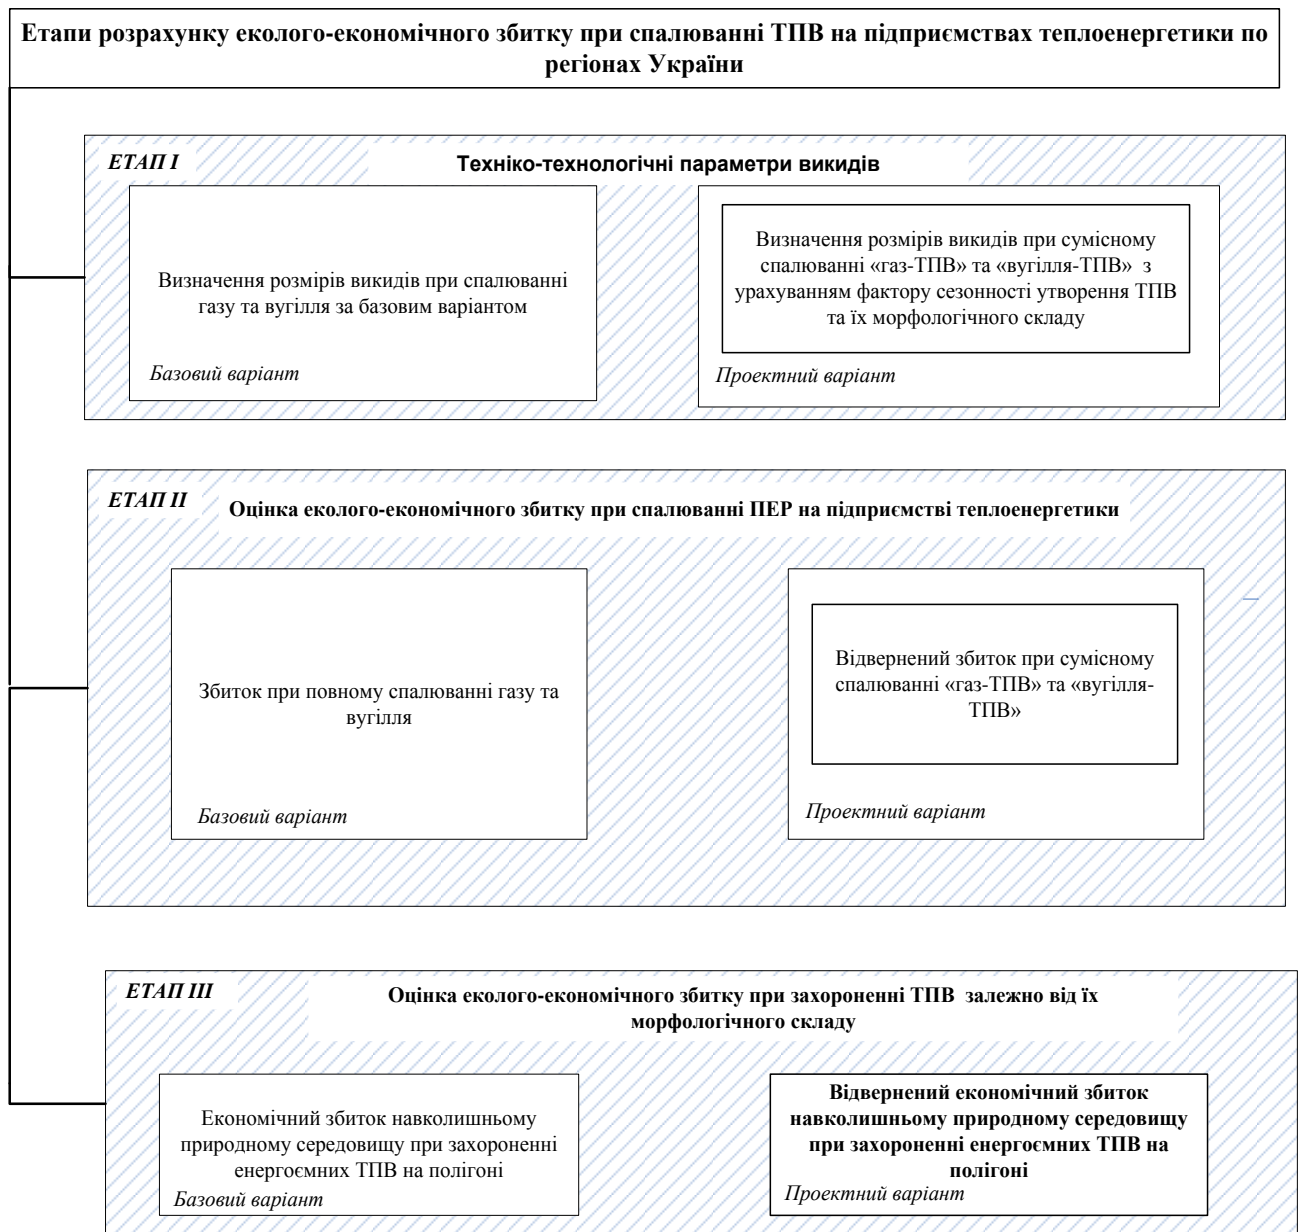 Етапи розрахунку еколого-економічного збитку при спалюванні ТПВ на підприємствах теплоенергетики по
регіонах України
ЕТАП I
Техніко-технологічні параметри викидів
Визначення розмірів викидів при спалюванні
газу та вугілля за базовим варіантом
Базовий варіант
Визначення розмірів викидів при сумісному
спалюванні «газ-ТПВ» та «вугілля-ТПВ» з
урахуванням фактору сезонності утворення ТПВ
та їх морфологічного складу
Проектний варіант
ЕТАП II
Оцінка еколого-економічного збитку при спалюванні ПЕР на підприємстві теплоенергетики
Збиток при повному спалюванні газу та
вугілля
Базовий варіант
Відвернений збиток при сумісному
спалюванні «газ-ТПВ» та «вугілля-
ТПВ»
Проектний варіант
ЕТАП III
Оцінка еколого-економічного збитку при захороненні ТПВ залежно від їх
морфологічного складу
Економічний збиток навколишньому
природному середовищу при захороненні
енергоємних ТПВ на полігоні
Базовий варіант
Відвернений економічний збиток
навколишньому природному середовищу
при захороненні енергоємних ТПВ на
полігоні
Проектний варіант